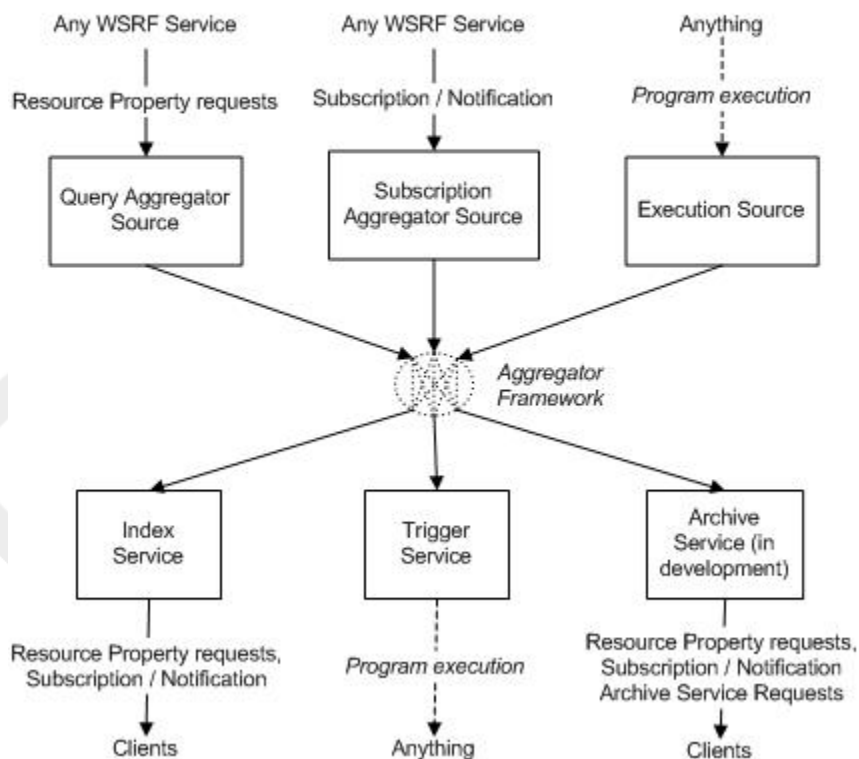 Any WSRF Service
Any WSRF Service
Anything
Resource Property requests
Subscription / Notification
Program execution
Query Aggregator
Source
Subscription
Aggregator Source
Execution Source
Aggregator
Framework
Index
Service
Trigger
Service
Archive
Service (in
development)
Resource Property requests,
Subscription / Notification
Program execution
Resource Property requests,
Subscription / Notification
Archive Service Requests
Clients
Anything
Clients